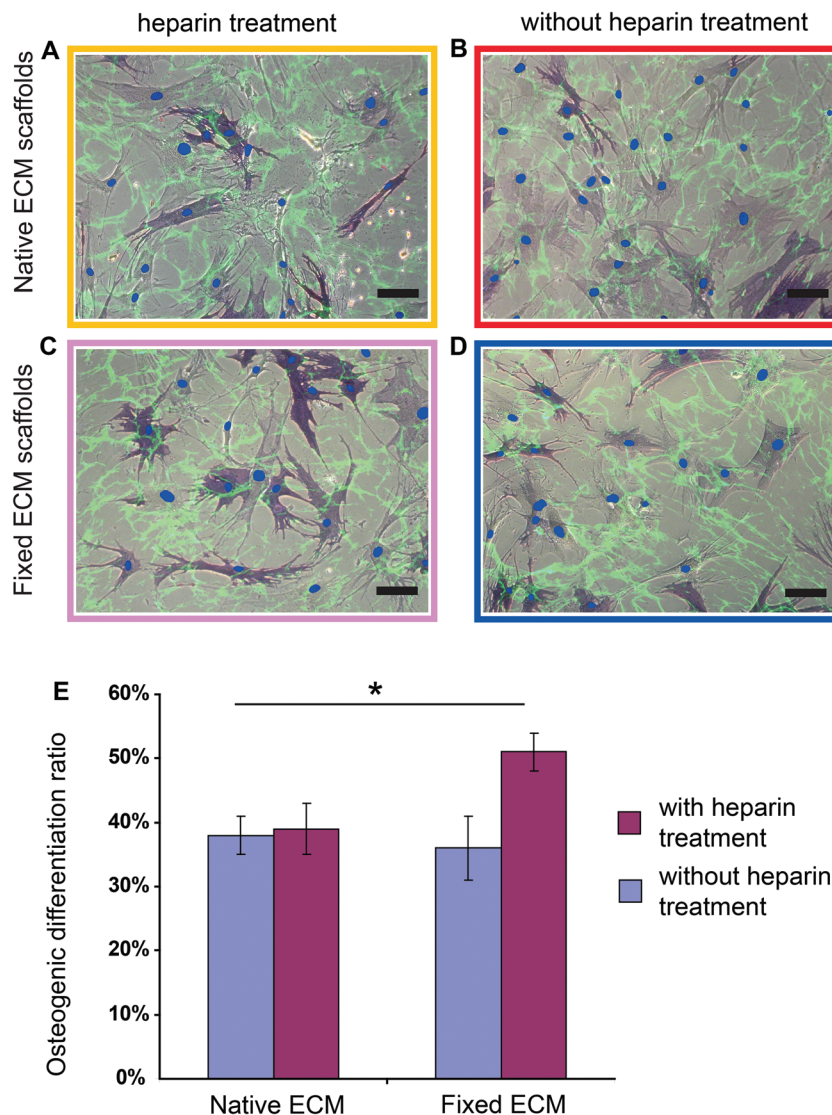 heparin treatment
without heparin treatment
A
B
Native ECM scaffolds
C
D
Fixed ECM scaffolds
E
60%
50%
40%
30%
20%
10%
0%
Osteogenic differentiation ratio
*
with heparin
treatment
without heparin
treatment
Native ECM
Fixed ECM